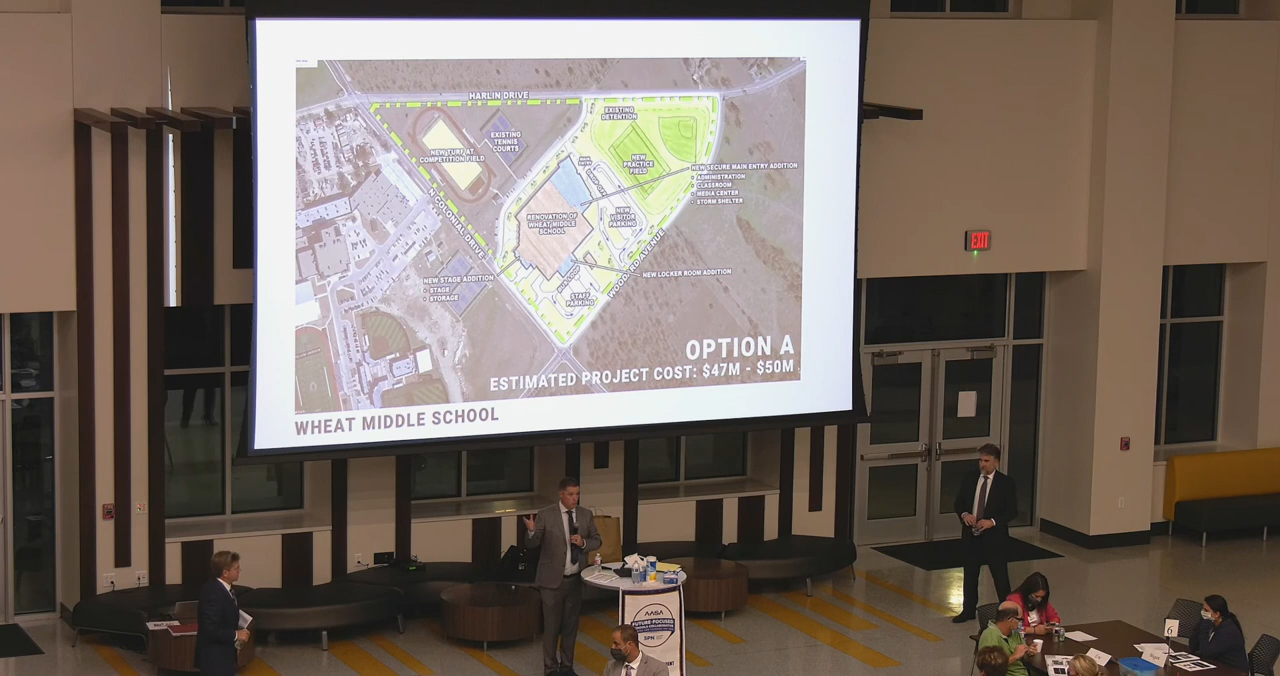 HARLIN DRIVE
EXISTING
DETENTION
NEW TURF AT
COMPETITION FIELD
EXISTING
TENNIS
COURTS
NEW
PRACTICE
FIELD
NEW SECURE MAIN ENTRY ADDITION
• ADMINISTRATION
• CLASSROOM
• MEDIA CENTER
• STORM SHELTER
N COLONIAL DRIVE
RENOVATION OF
WHEAT MIDDLE
SCHOOL
NEW
VISITOR
PARKING
WOODARD AVENUE
NEW STAGE ADDITION
• STAGE
• STORAGE
NEW LOCKER ROOM ADDITION
STAFF
PARKING
OPTION A
ESTIMATED PROJECT COST: $47M - $50M
WHEAT MIDDLE SCHOOL
EXIT
AASA
FUTURE-FOCUSED
SPN
6